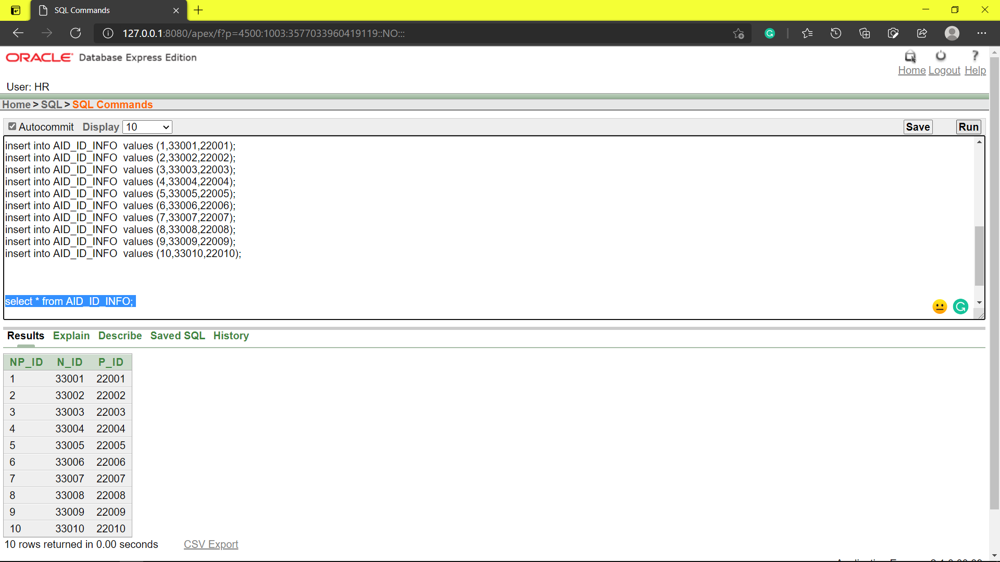 SQL Commands
127.0.0.1:8080/apex/f?p=4500:1003:3577033960419119::NO:::
ORACLE Database Express Edition
Home Logout Help
User: HR
Home > SQL > SQL Commands
Autocommit Display 10 Save Run
insert into AID_ID_INFO  values (1,33001,22001);
insert into AID_ID_INFO  values (2,33002,22002);
insert into AID_ID_INFO  values (3,33003,22003);
insert into AID_ID_INFO  values (4,33004,22004);
insert into AID_ID_INFO  values (5,33005,22005);
insert into AID_ID_INFO  values (6,33006,22006);
insert into AID_ID_INFO  values (7,33007,22007);
insert into AID_ID_INFO  values (8,33008,22008);
insert into AID_ID_INFO  values (9,33009,22009);
insert into AID_ID_INFO  values (10,33010,22010);
select * from AID_ID_INFO;
Results Explain Describe Saved SQL History
NP_ID N_ID P_ID
1 33001 22001
2 33002 22002
3 33003 22003
4 33004 22004
5 33005 22005
6 33006 22006
7 33007 22007
8 33008 22008
9 33009 22009
10 33010 22010
10 rows returned in 0.00 seconds CSV Export